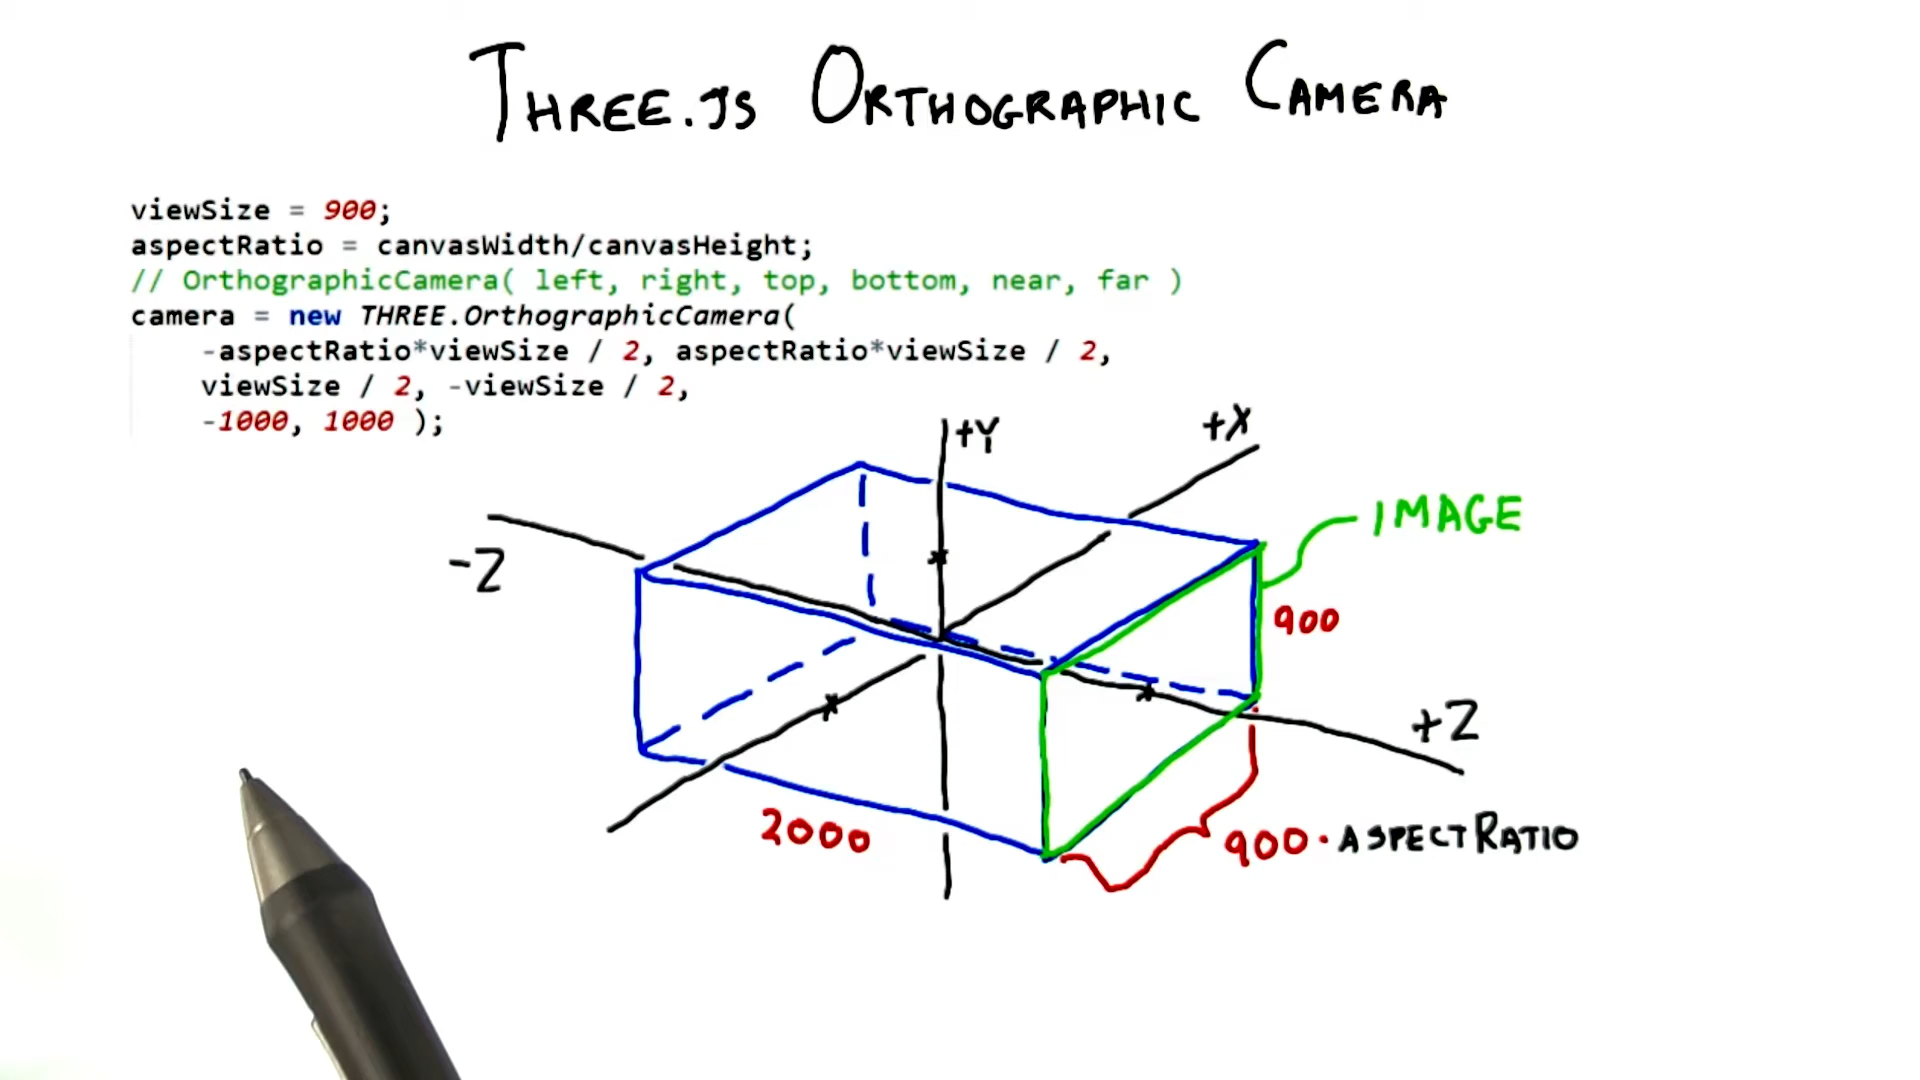 THREE.JS ORTHOGRAPHIC CAMERA
viewSize = 900;
aspectRatio = canvasWidth/canvasHeight;
// OrthographicCamera( left, right, top, bottom, near, far )
camera = new THREE.OrthographicCamera(
-aspectRatio*viewSize / 2, aspectRatio*viewSize / 2,
viewSize / 2, -viewSize / 2,
-1000, 1000 );
+Y
+X
IMAGE
-Z
900
+Z
2000
900 · ASPECTRATIO